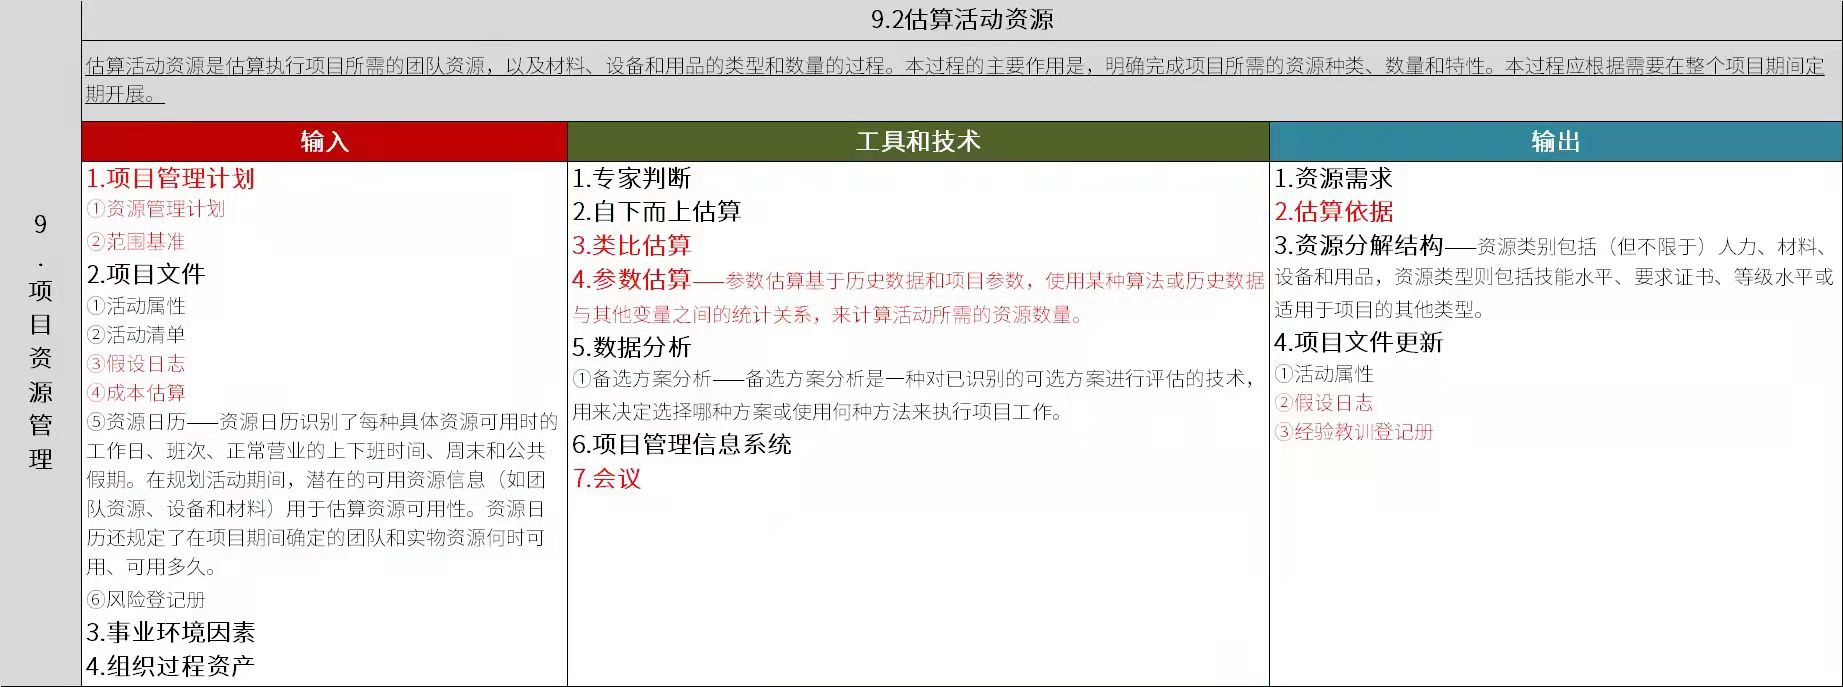 9.2估算活动资源
估算活动资源是估算执行项目所需的团队资源，以及材料、设备和用品的类型和数量的过程。本过程的主要作用是，明确完成项目所需的资源种类、数量和特性。本过程应根据需要在整个项目期间定
期开展。
9.项目资源管理
输入
1.项目管理计划
①资源管理计划
②范围基准
2.项目文件
①活动属性
②活动清单
③假设日志
④成本估算
⑤资源日历——资源日历识别了每种具体资源可用时的
工作日、班次、正常营业的上下班时间、周末和公共
假期。在规划活动期间，潜在的可用资源信息（如团
队资源、设备和材料）用于估算资源可用性。资源日
历还规定了在项目期间确定的团队和实物资源何时可
用、可用多久。
⑥风险登记册
3.事业环境因素
4.组织过程资产
工具和技术
1.专家判断
2.自下而上估算
3.类比估算
4.参数估算——参数估算基于历史数据和项目参数，使用某种算法或历史数据
与其他变量之间的统计关系，来计算活动所需的资源数量。
5.数据分析
①备选方案分析——备选方案分析是一种对已识别的可选方案进行评估的技术，
用来决定选择哪种方案或使用何种方法来执行项目工作。
6.项目管理信息系统
7.会议
输出
1.资源需求
2.估算依据
3.资源分解结构——资源类别包括（但不限于）人力、材料、
设备和用品，资源类型则包括技能水平、要求证书、等级水平或
适用于项目的其他类型。
4.项目文件更新
①活动属性
②假设日志
③经验教训登记册